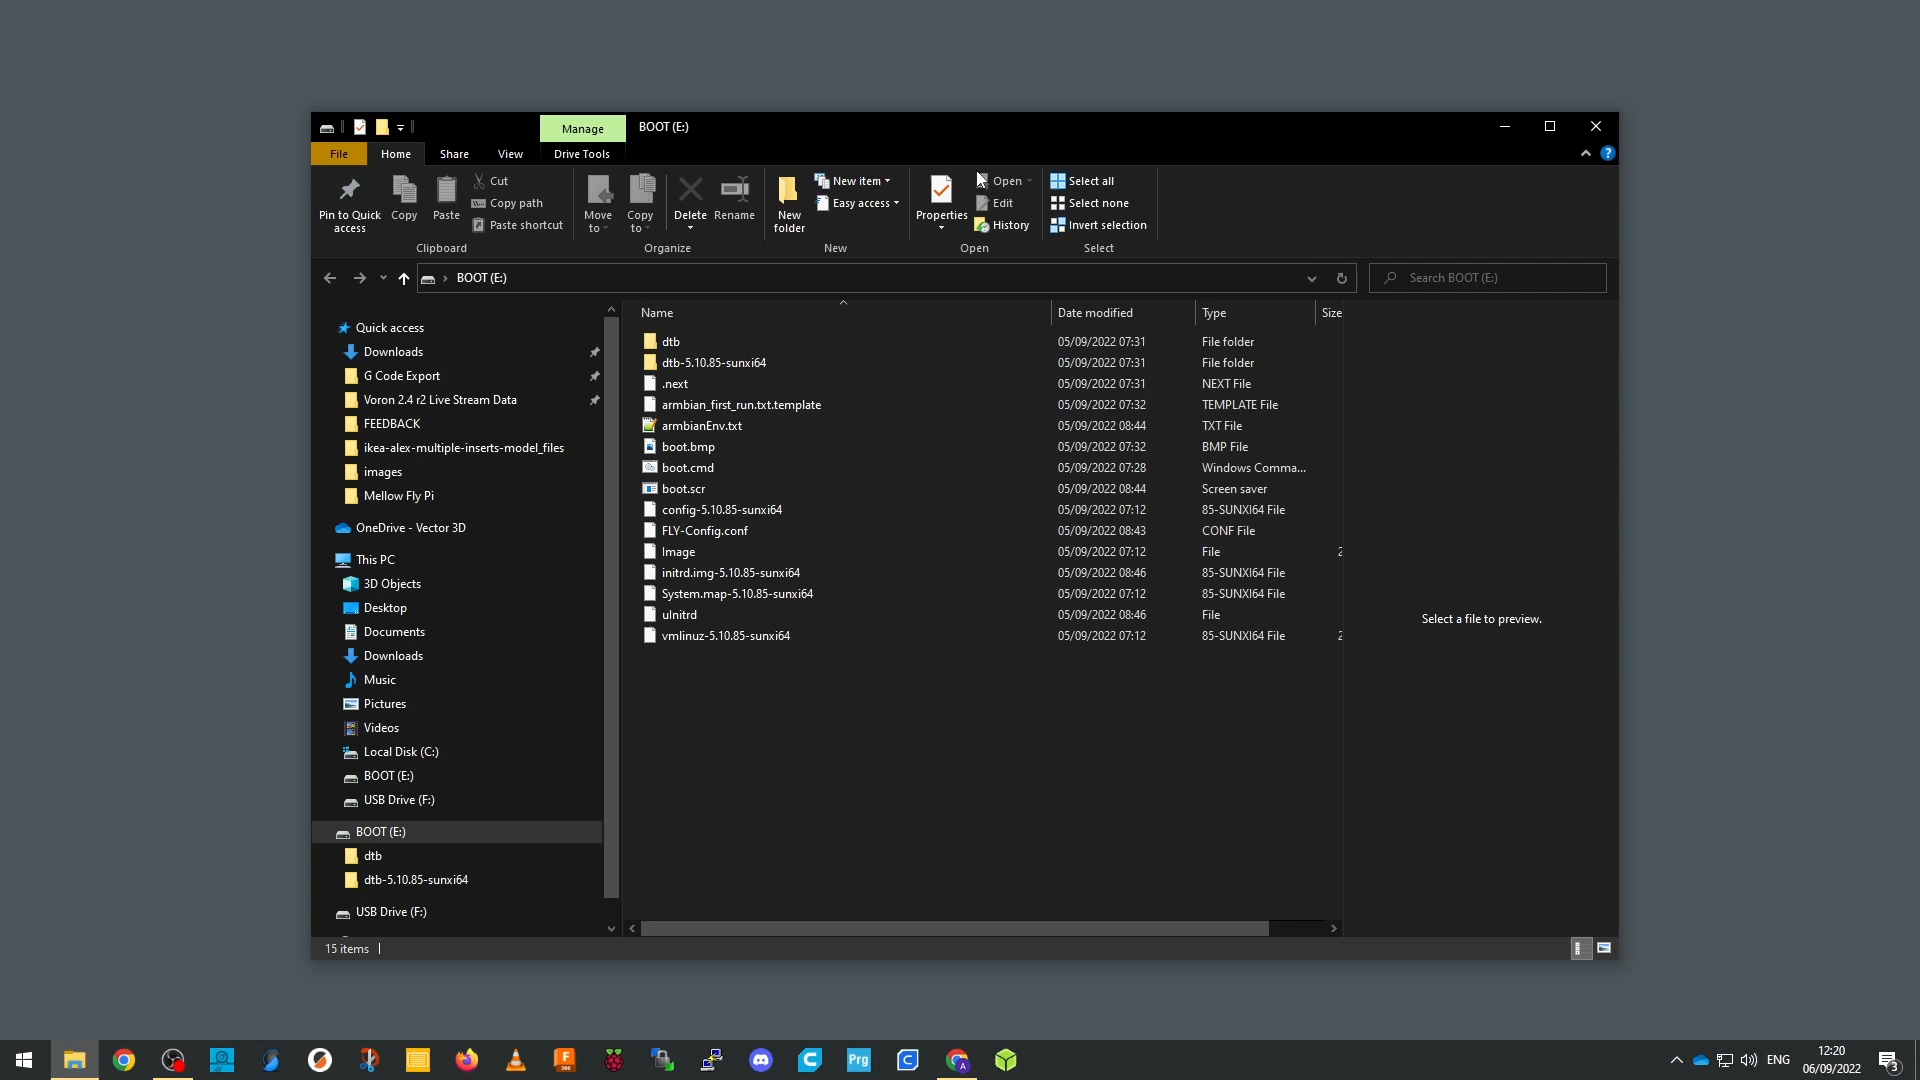 Manage
BOOT (E:)
File
Home
Share
View
Drive Tools
Pin to Quick access
Copy
Paste
Cut
Copy path
Paste shortcut
Clipboard
Move to
Copy to
Delete
Rename
Organize
New folder
New item
Easy access
New
Properties
Open
Edit
History
Open
Select all
Select none
Invert selection
Select
BOOT (E:)
Search BOOT (E:)
Quick access
Downloads
G Code Export
Voron 2.4 r2 Live Stream Data
FEEDBACK
ikea-alex-multiple-inserts-model_files
images
Mellow Fly Pi
OneDrive - Vector 3D
This PC
3D Objects
Desktop
Documents
Downloads
Music
Pictures
Videos
Local Disk (C:)
BOOT (E:)
USB Drive (F:)
BOOT (E:)
dtb
dtb-5.10.85-sunxi64
USB Drive (F:)
Name Date modified Type Size
dtb 05/09/2022 07:31 File folder
dtb-5.10.85-sunxi64 05/09/2022 07:31 File folder
.next 05/09/2022 07:31 NEXT File
armbian_first_run.txt.template 05/09/2022 07:32 TEMPLATE File
armbianEnv.txt 05/09/2022 08:44 TXT File
boot.bmp 05/09/2022 07:32 BMP File
boot.cmd 05/09/2022 07:28 Windows Comma...
boot.scr 05/09/2022 08:44 Screen saver
config-5.10.85-sunxi64 05/09/2022 07:12 85-SUNXI64 File
FLY-Config.conf 05/09/2022 08:43 CONF File
Image 05/09/2022 07:12 File 2
initrd.img-5.10.85-sunxi64 05/09/2022 08:46 85-SUNXI64 File
System.map-5.10.85-sunxi64 05/09/2022 07:12 85-SUNXI64 File
uInitrd 05/09/2022 08:46 File
vmlinuz-5.10.85-sunxi64 05/09/2022 07:12 85-SUNXI64 File 2
Select a file to preview.
15 items
Prg
ENG
12:20
06/09/2022
3